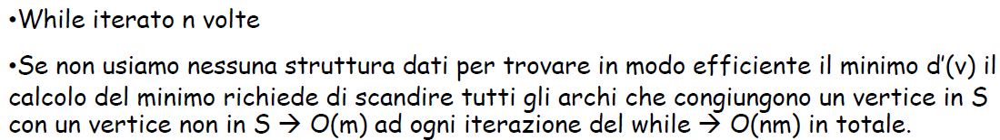 •While iterato n volte
•Se non usiamo nessuna struttura dati per trovare in modo efficiente il minimo d'(v) il
calcolo del minimo richiede di scandire tutti gli archi che congiungono un vertice in S
con un vertice non in S → O(m) ad ogni iterazione del while → O(nm) in totale.